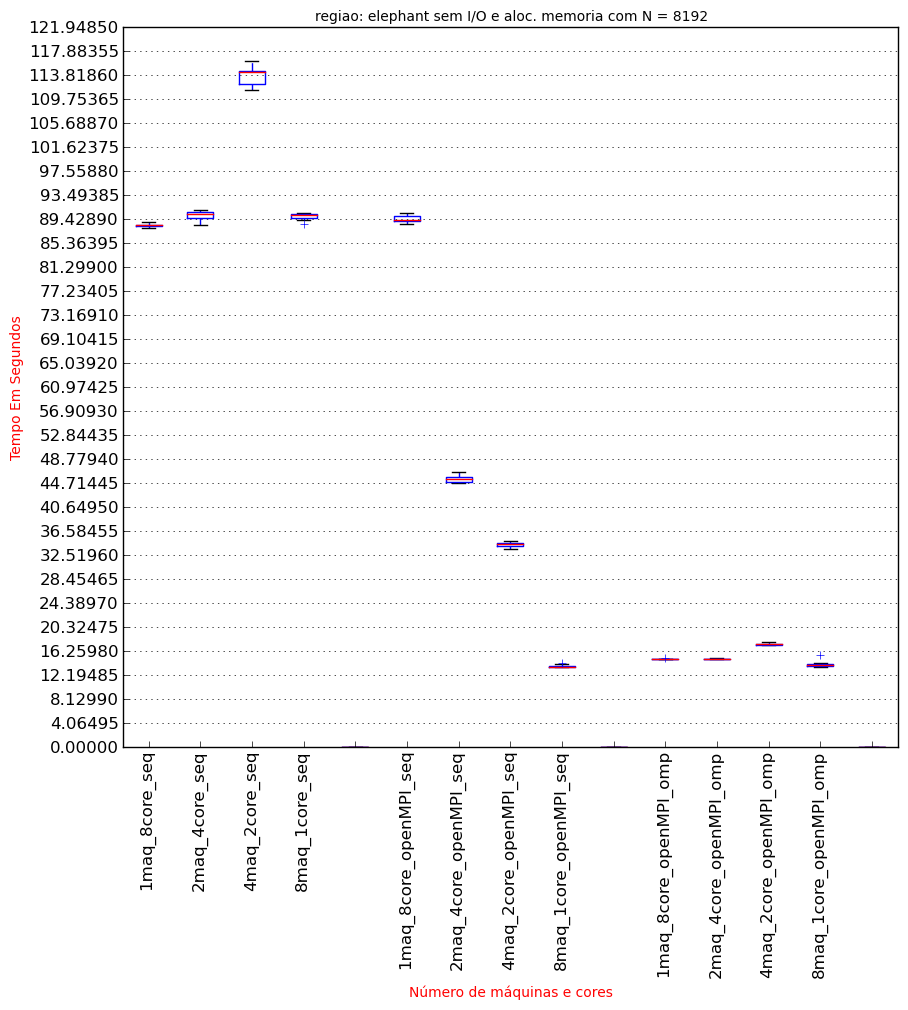 regiao: elephant sem I/O e aloc. memoria com N = 8192
121.94850
117.88355
113.81860
109.75365
105.68870
101.62375
97.55880
93.49385
89.42890
85.36395
81.29900
77.23405
73.16910
69.10415
65.03920
60.97425
56.90930
52.84435
48.77940
44.71445
40.64950
36.58455
32.51960
28.45465
24.38970
20.32475
16.25980
12.19485
8.12990
4.06495
0.00000
Tempo Em Segundos
1maq_8core_seq
2maq_4core_seq
4maq_2core_seq
8maq_1core_seq
1maq_8core_openMPI_seq
2maq_4core_openMPI_seq
4maq_2core_openMPI_seq
8maq_1core_openMPI_seq
1maq_8core_openMPI_omp
2maq_4core_openMPI_omp
4maq_2core_openMPI_omp
8maq_1core_openMPI_omp
Número de máquinas e cores